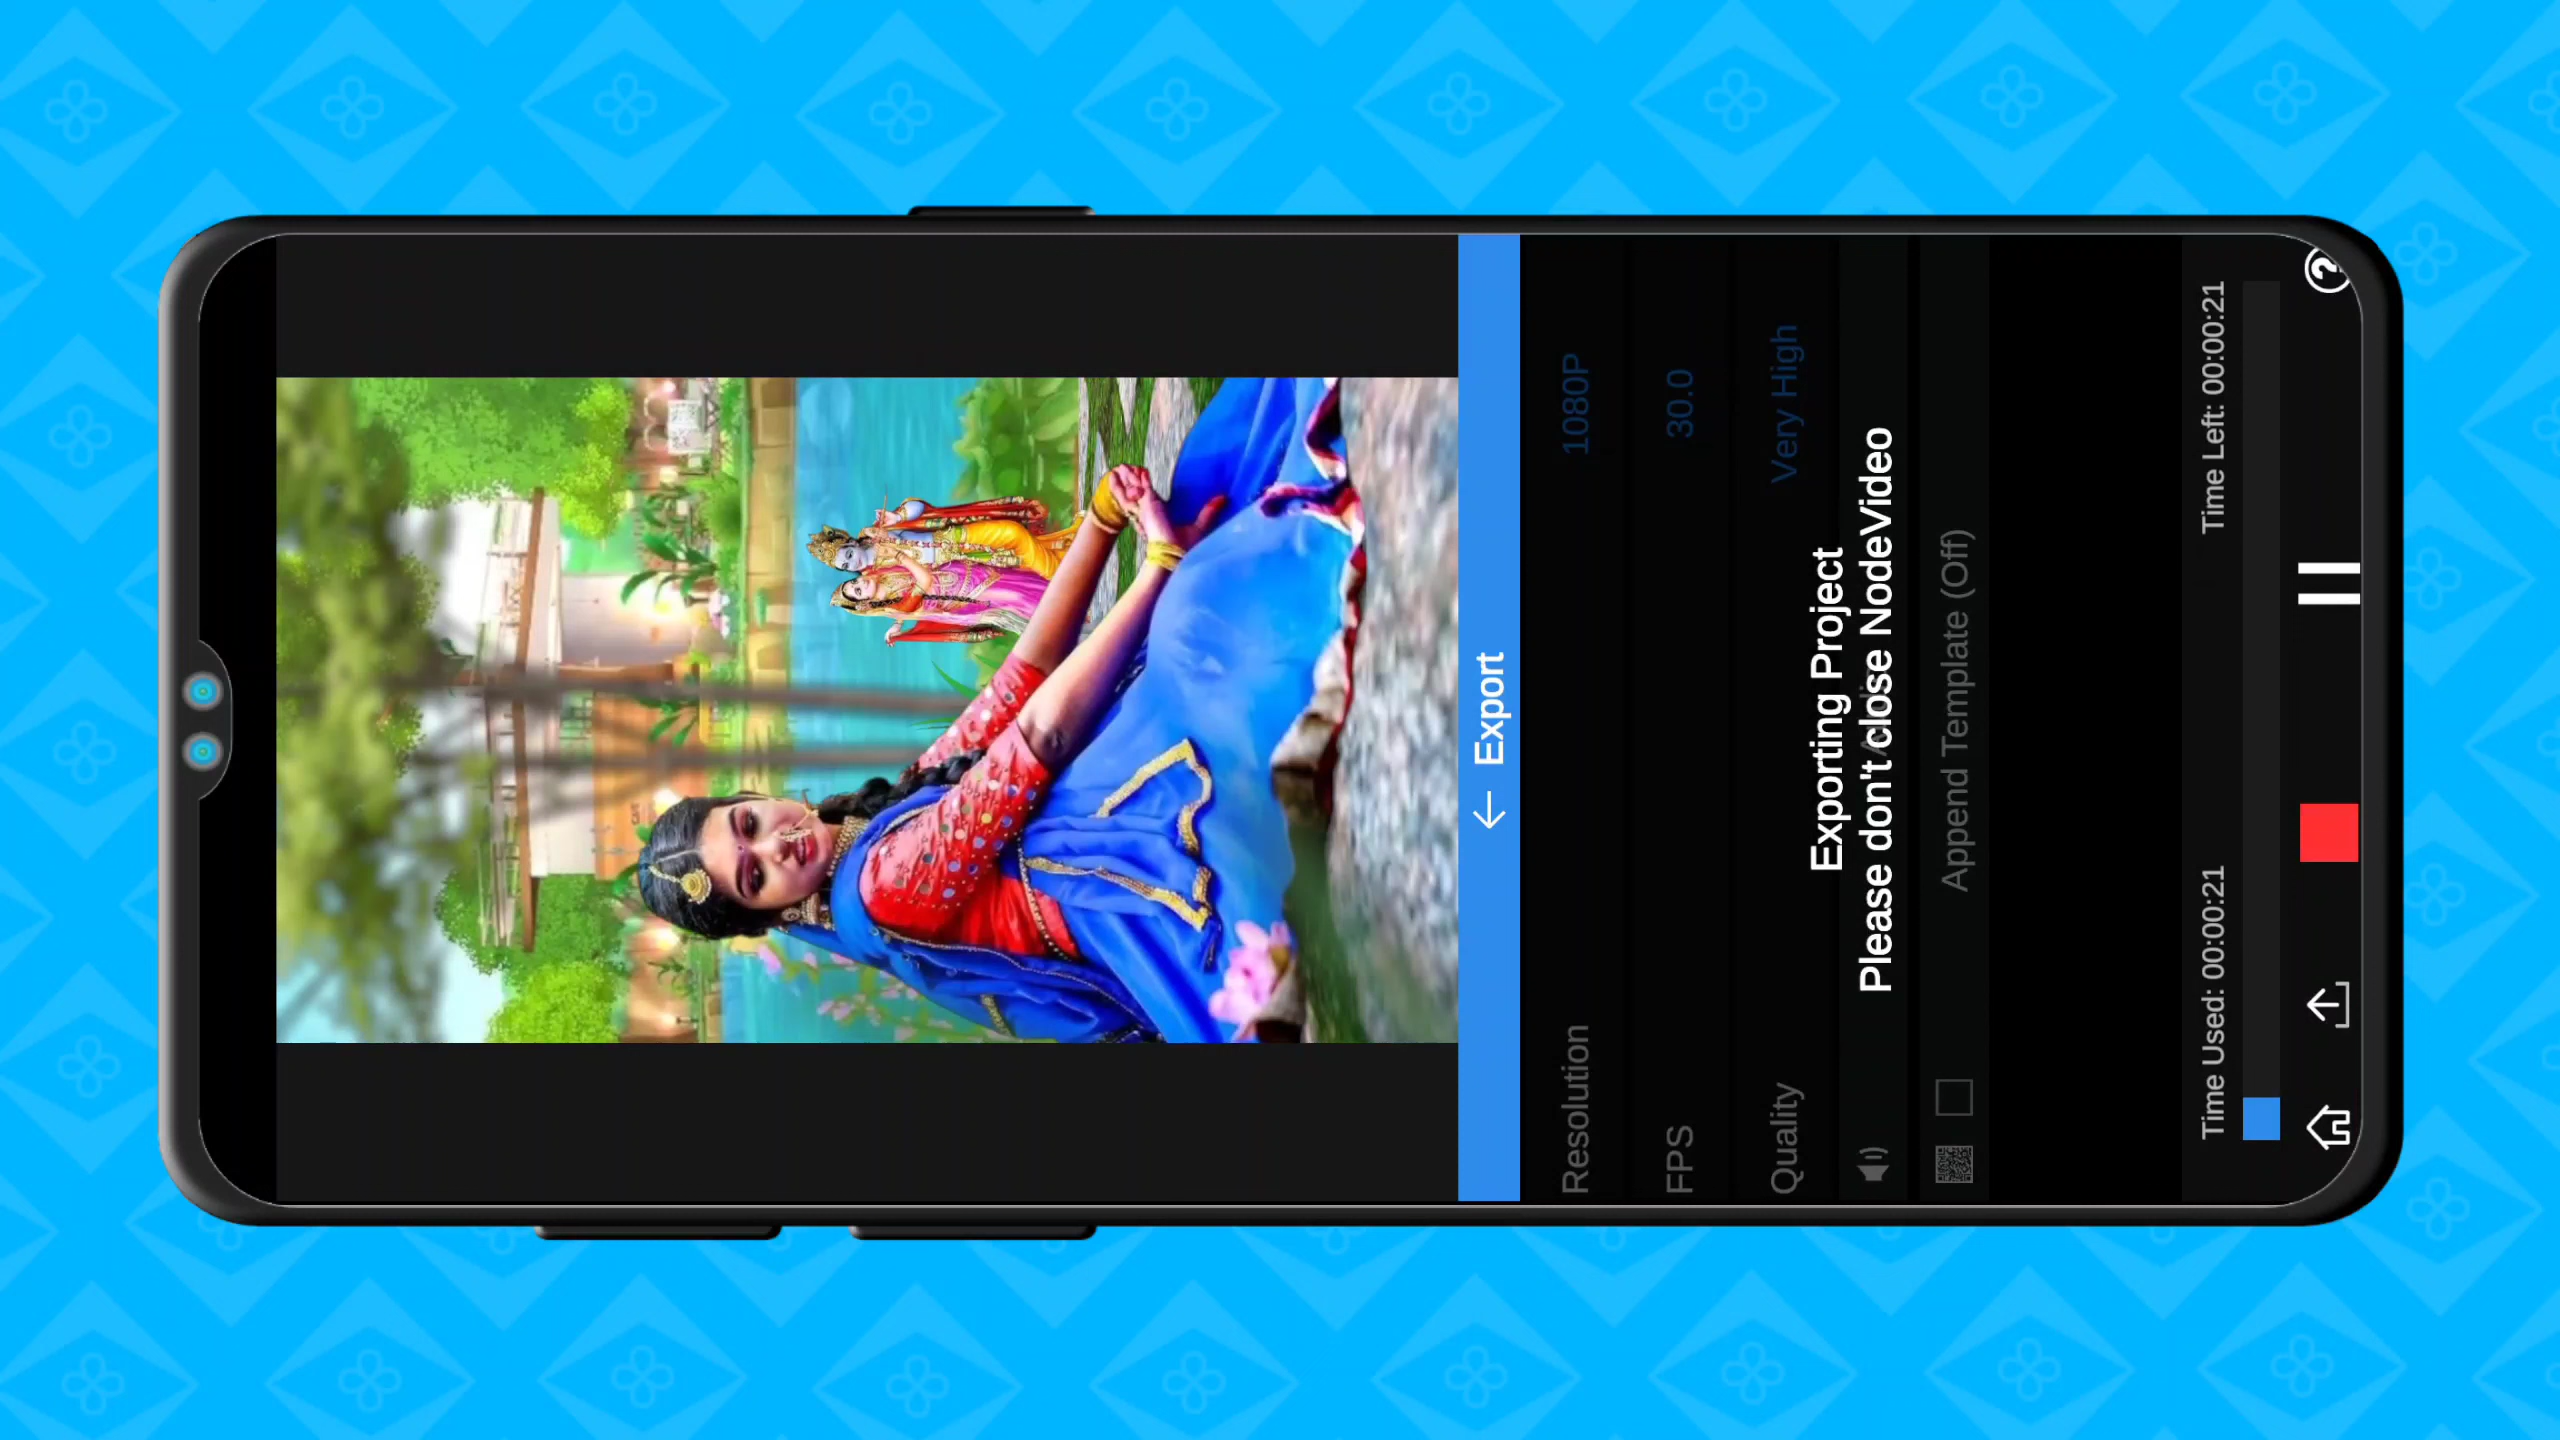 Export
Resolution 1080P
FPS 30.0
Quality Very High
Exporting Project
Please don't close NodeVideo
Append Template (Off)
Time Used: 00:00:21 Time Left: 00:00:21